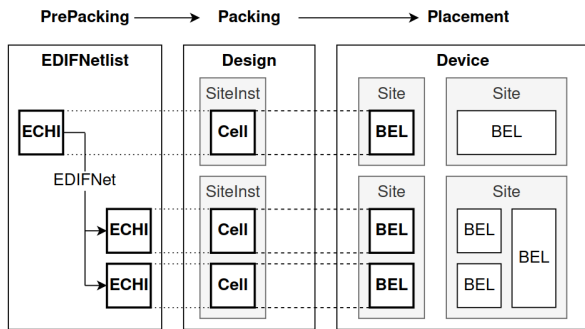 PrePacking Packing Placement
EDIFNetlist Design Device
SiteInst Site Site
ECHI Cell BEL BEL
EDIFNet
SiteInst Site Site
ECHI Cell BEL BEL
BEL
ECHI Cell BEL BEL